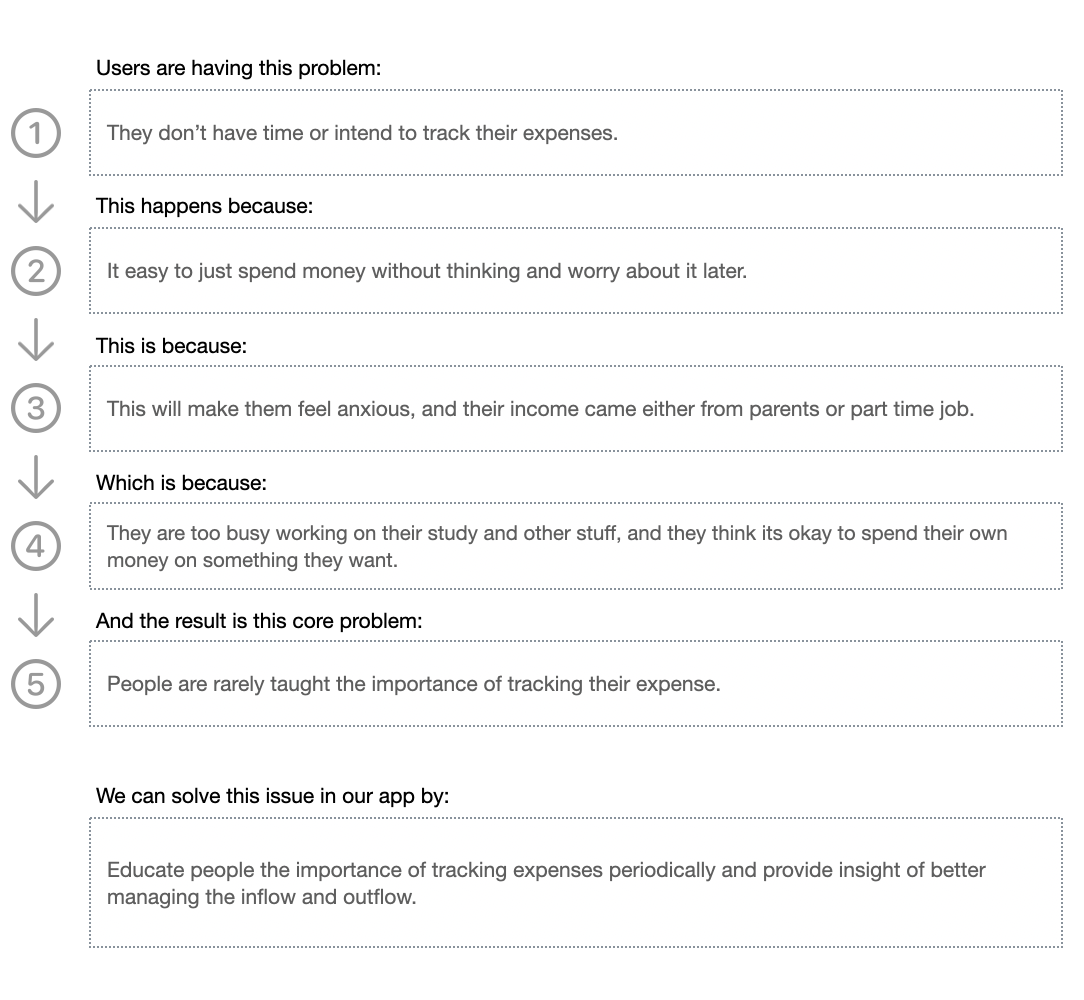 Users are having this problem:
1
They don’t have time or intend to track their expenses.
This happens because:
2
It easy to just spend money without thinking and worry about it later.
This is because:
3
This will make them feel anxious, and their income came either from parents or part time job.
Which is because:
4
They are too busy working on their study and other stuff, and they think its okay to spend their own
money on something they want.
And the result is this core problem:
5
People are rarely taught the importance of tracking their expense.
We can solve this issue in our app by:
Educate people the importance of tracking expenses periodically and provide insight of better
managing the inflow and outflow.